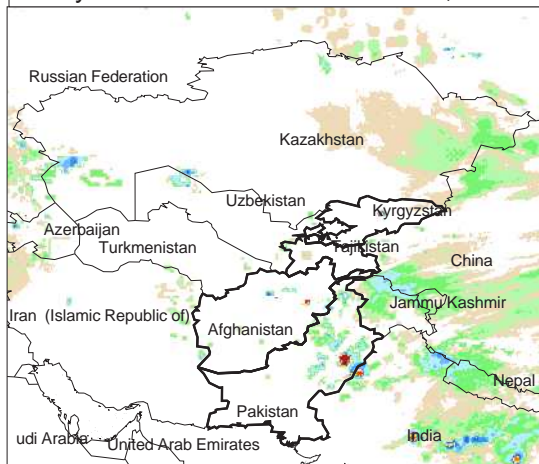 Russian Federation
Kazakhstan
Uzbekistan
Kyrgyzstan
Azerbaijan
Turkmenistan
Tajikistan
China
Iran (Islamic Republic of)
Jammu Kashmir
Afghanistan
Nepal
Pakistan
udi Arabia
United Arab Emirates
India